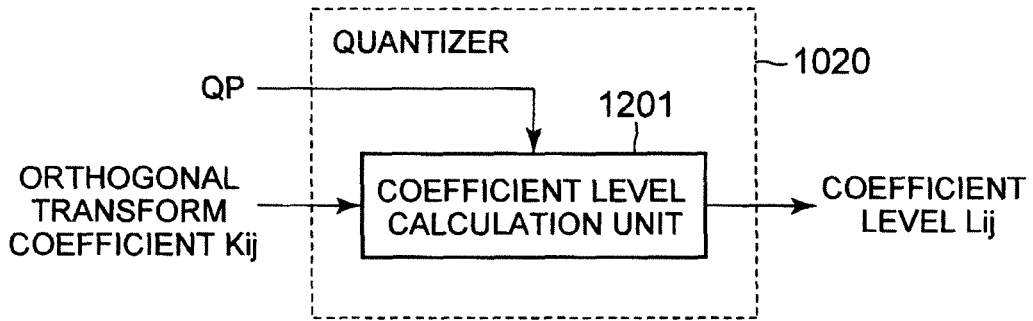 QUANTIZER
1020
QP
1201
ORTHOGONAL
TRANSFORM
COEFFICIENT Kij
COEFFICIENT LEVEL
CALCULATION UNIT
COEFFICIENT
LEVEL Lij